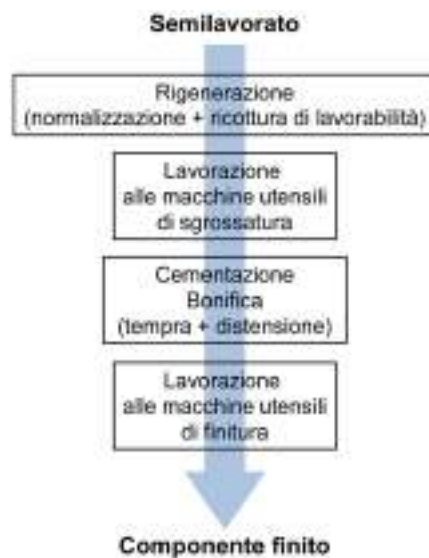 Semilavorato
Rigenerazione
(normalizzazione + ricottura di lavorabilità)
Lavorazione
alle macchine utensili
di sgrossatura
Cementazione
Bonifica
(tempra + distensione)
Lavorazione
alle macchine utensili
di finitura
Componente finito